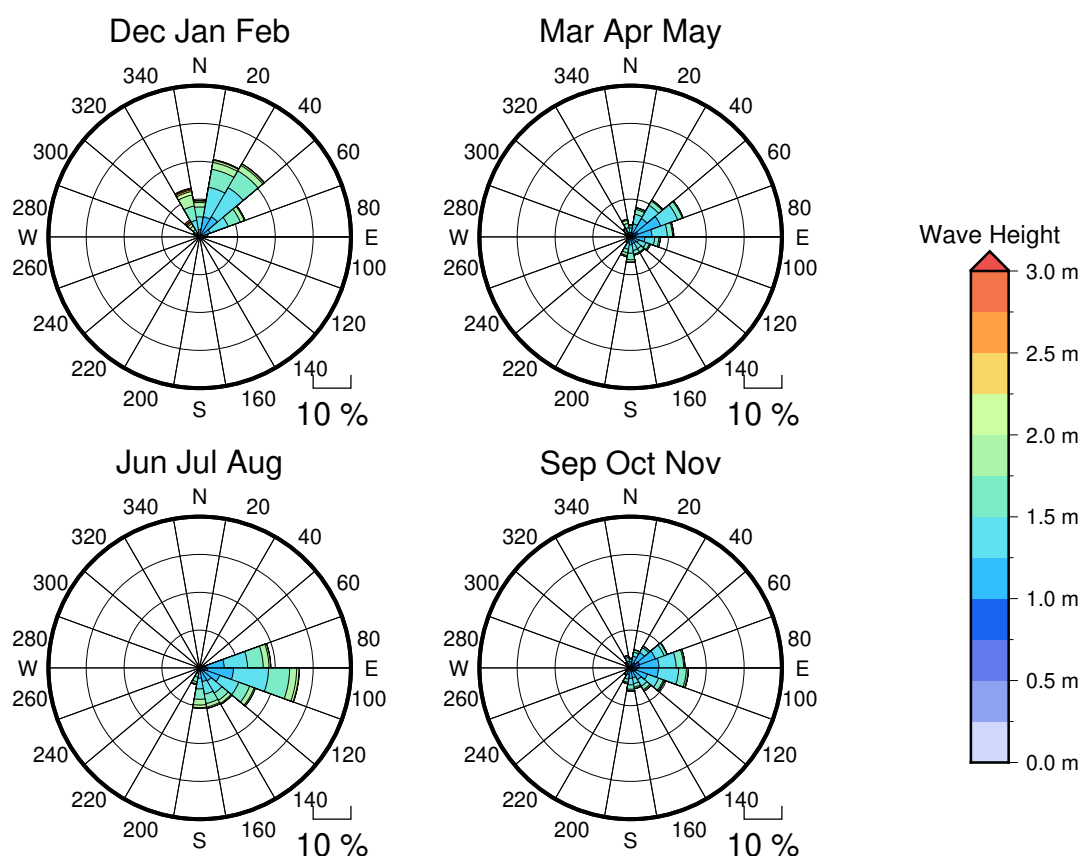 Dec Jan Feb
N
340 20
320 40
300 60
280 80
W E
260 100
240 120
220 140
200 160
S
10 %
Mar Apr May
N
340 20
320 40
300 60
280 80
W E
260 100
240 120
220 140
200 160
S
10 %
Jun Jul Aug
N
340 20
320 40
300 60
280 80
W E
260 100
240 120
220 140
200 160
S
10 %
Sep Oct Nov
N
340 20
320 40
300 60
280 80
W E
260 100
240 120
220 140
200 160
S
10 %
Wave Height
3.0 m
2.5 m
2.0 m
1.5 m
1.0 m
0.5 m
0.0 m